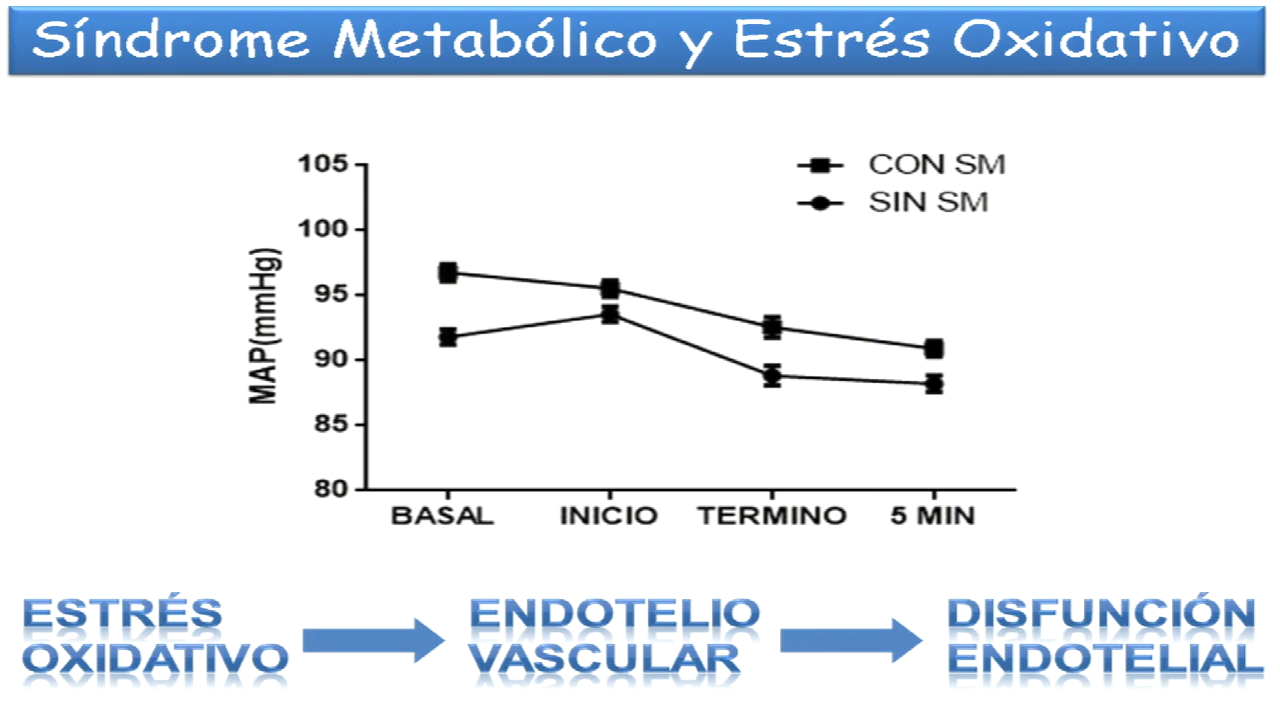 Síndrome Metabólico y Estrés Oxidativo
105
100
95
90
85
80
MAP(mmHg)
CON SM
SIN SM
BASAL INICIO TERMINO 5 MIN
ESTRÉS
OXIDATIVO
ENDOTELIO
VASCULAR
DISFUNCIÓN
ENDOTELIAL